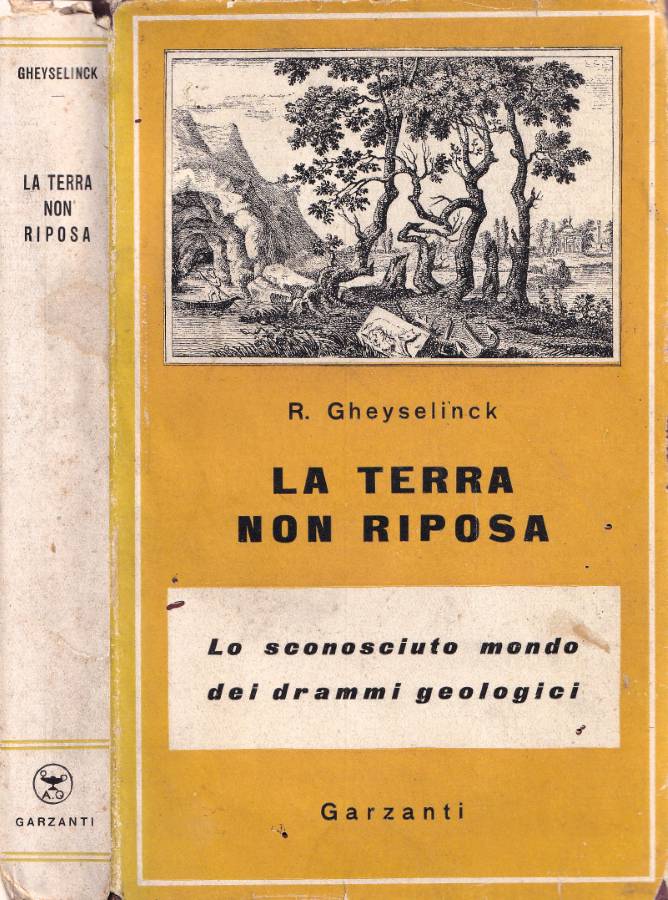 GHEYSELINCK
LA TERRA
NON
RIPOSA
A.G
GARZANTI
R. Gheyselinck
LA TERRA
NON RIPOSA
Lo sconosciuto mondo
dei drammi geologici
Garzanti